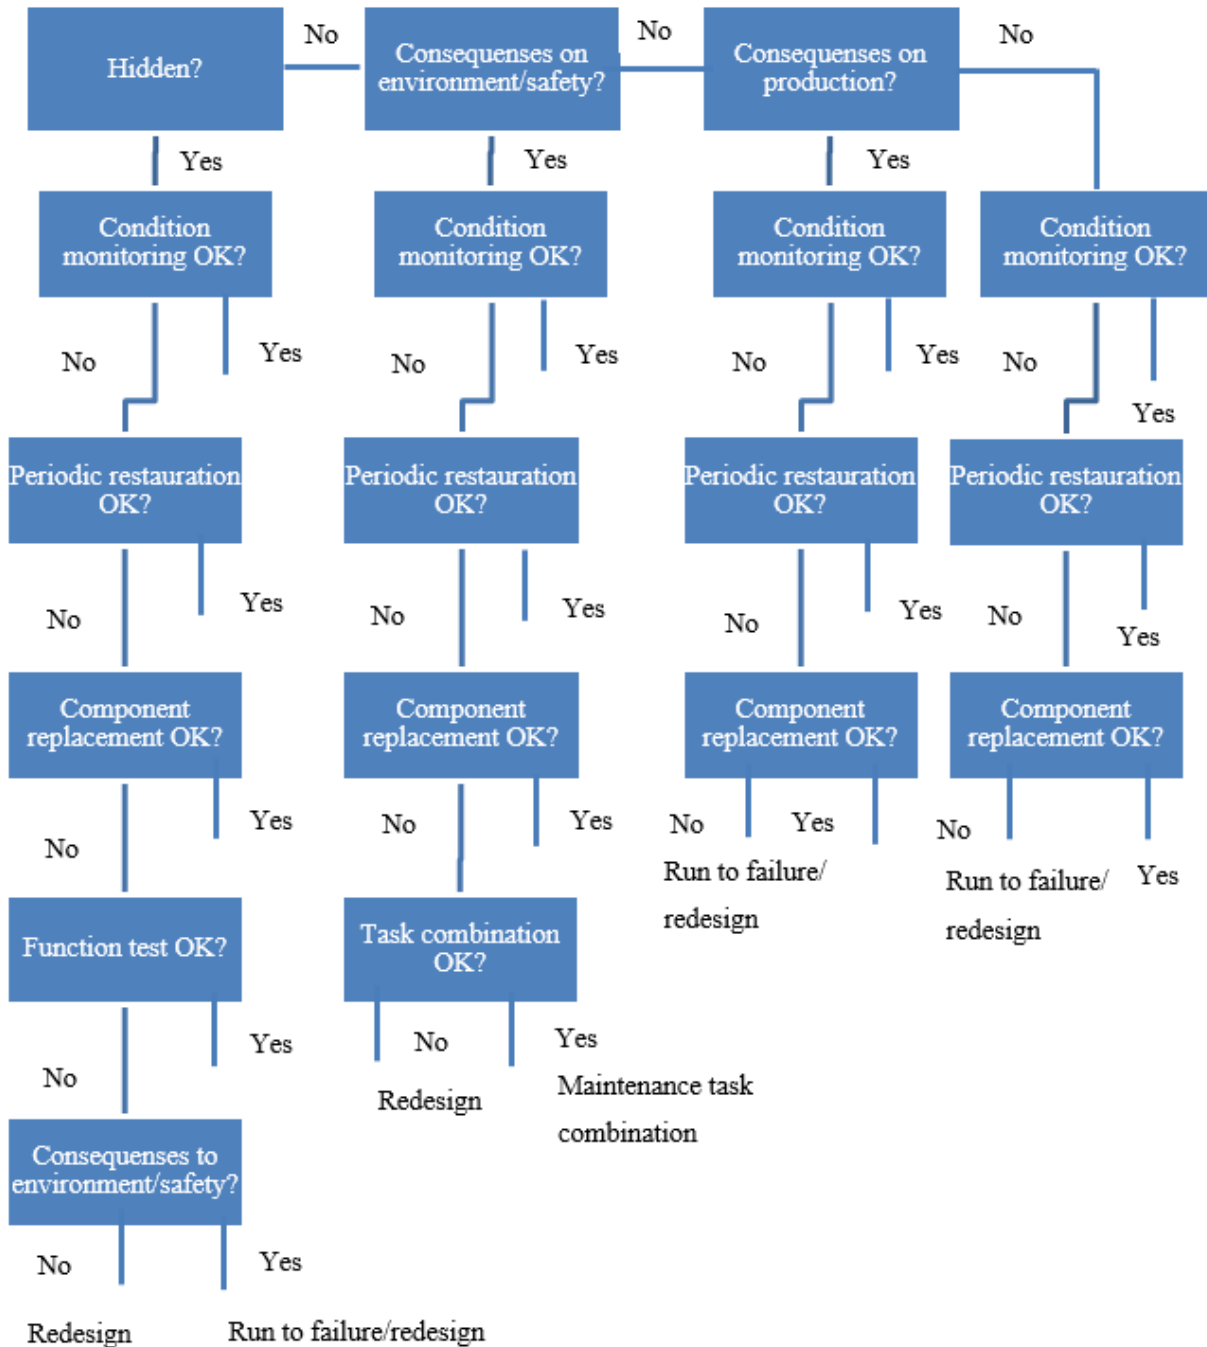 No
No
No
Hidden?
Consequenses on
environment/safety?
Consequenses on
production?
Yes
Yes
Yes
Condition
monitoring OK?
Condition
monitoring OK?
Condition
monitoring OK?
Condition
monitoring OK?
No
Yes
No
Yes
No
Yes
No
Yes
Periodic restauration
OK?
Periodic restauration
OK?
Periodic restauration
OK?
Periodic restauration
OK?
No
Yes
No
Yes
No
Yes
No
Yes
Component
replacement OK?
Component
replacement OK?
Component
replacement OK?
Component
replacement OK?
No
Yes
No
Yes
No
Yes
No
Yes
Run to failure/
redesign
Run to failure/
redesign
Function test OK?
Task combination
OK?
No
Yes
No
Yes
Redesign
Maintenance task
combination
Consequenses to
environment/safety?
No
Yes
Redesign
Run to failure/redesign